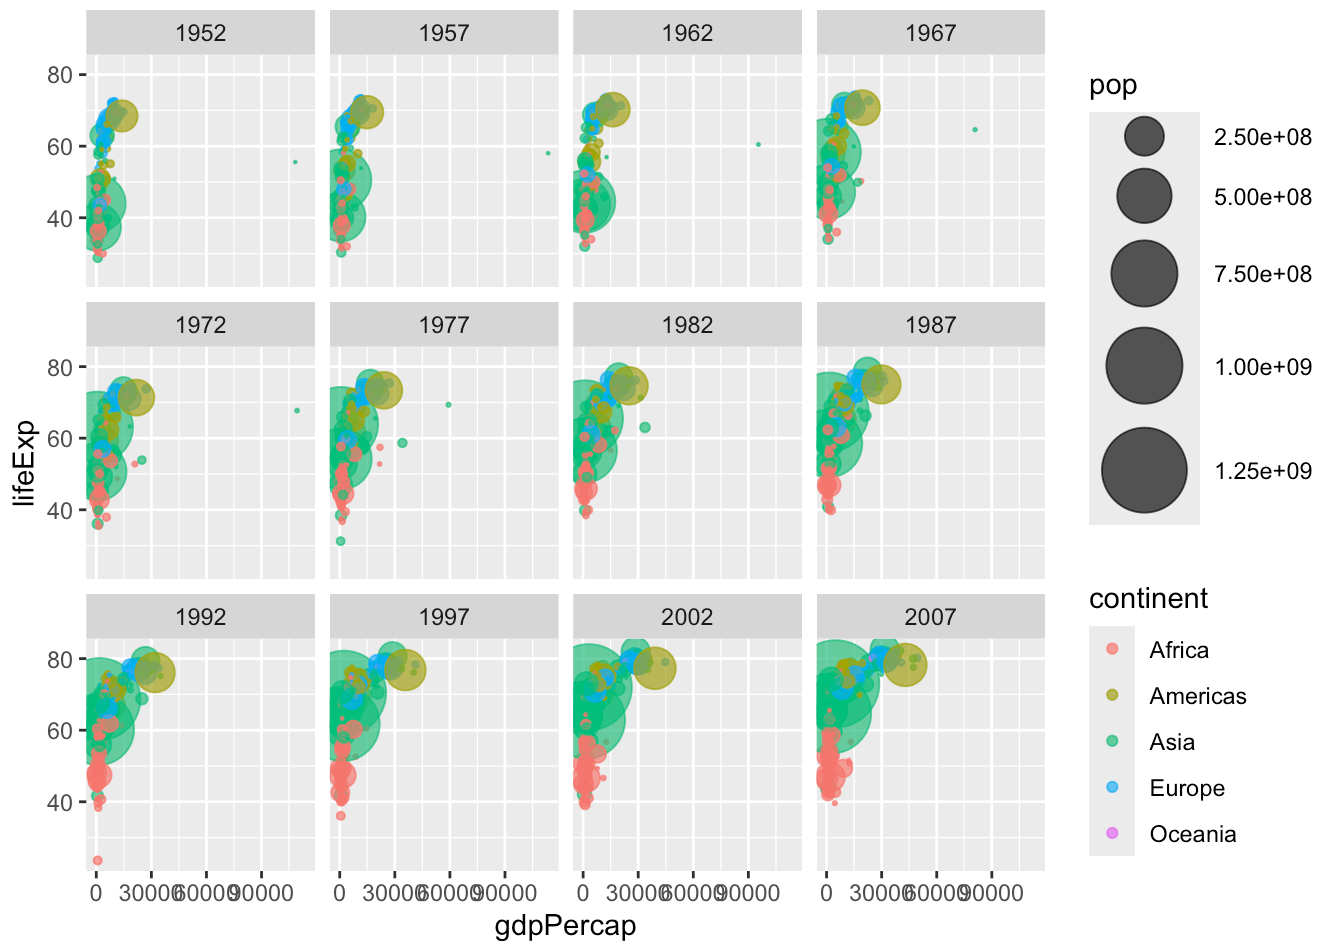 1952 1957 1962 1967
80
60
40
1972 1977 1982 1987
80
60
40
1992 1997 2002 2007
80
60
40
0 30000 60000 90000 0 30000 60000 90000 0 30000 60000 90000 0 30000 60000 90000
gdpPercap
lifeExp
pop
2.50e+08
5.00e+08
7.50e+08
1.00e+09
1.25e+09
continent
Africa
Americas
Asia
Europe
Oceania